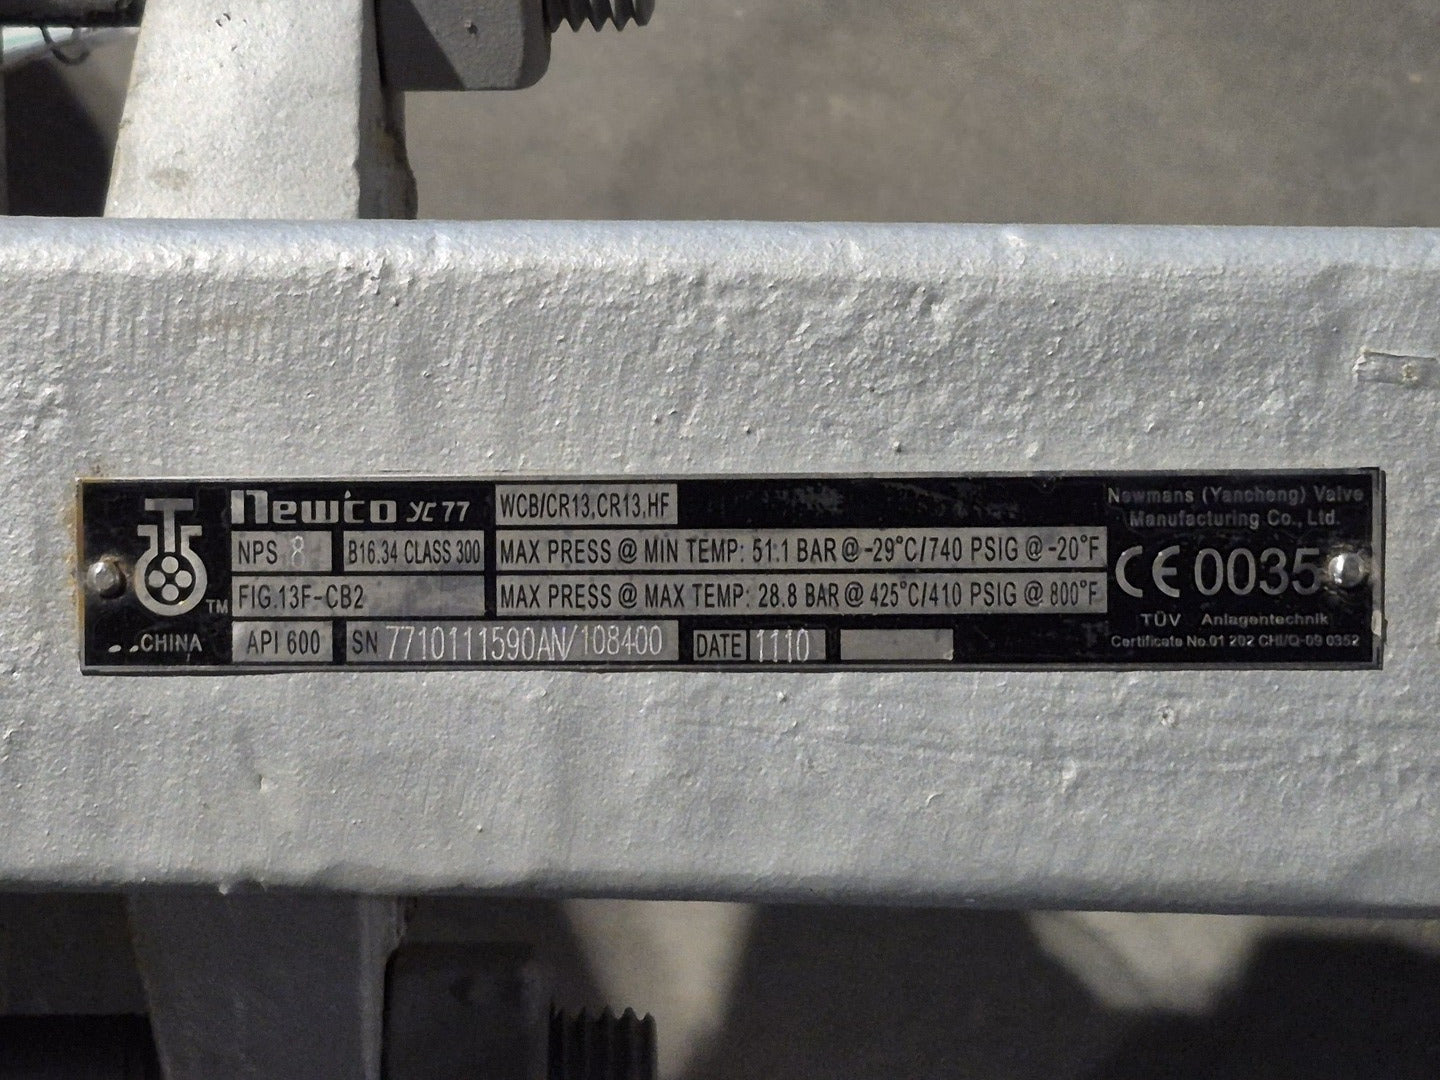 Newco YC 77
WCB/CR13,CR13,HF
NPS 8
B16.34 CLASS 300
MAX PRESS @ MIN TEMP: 51.1 BAR @ -29°C/740 PSIG @ -20°F
FIG.13F-CB2
MAX PRESS @ MAX TEMP: 28.8 BAR @ 425°C/410 PSIG @ 800°F
TM
CHINA
API 600
SN 7710111590AN/108400
DATE 1110
Newmans (Yancheng) Valve
Manufacturing Co., Ltd.
CE 0035
TÜV Anlagentechnik
Certificate No.01 202 CHI/Q-09 0352